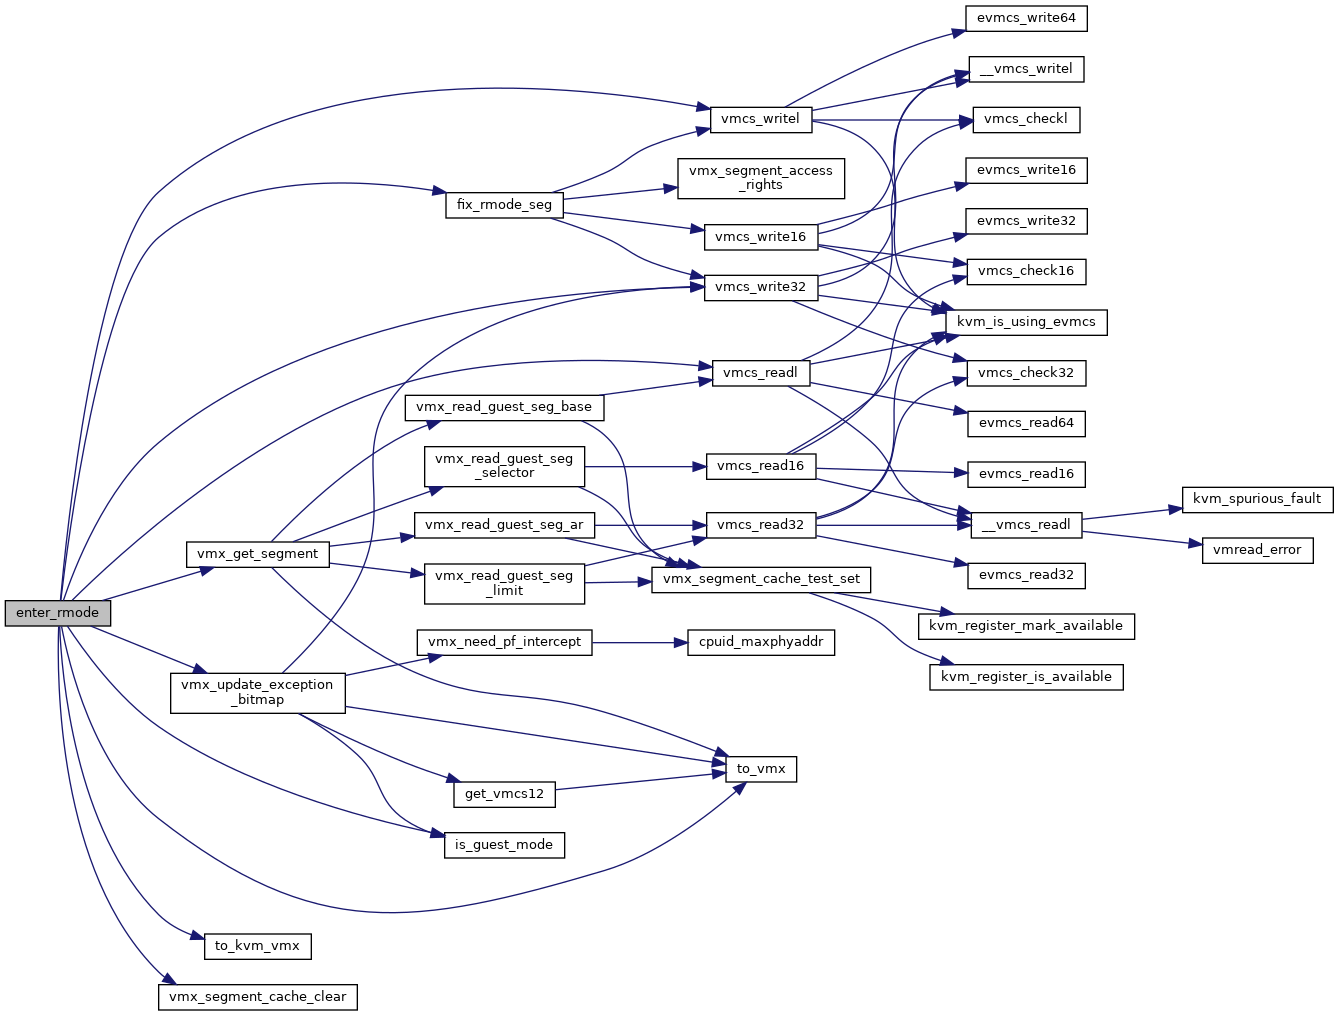 evmcs_write64
__vmcs_writel
vmcs_writel
vmcs_checkl
vmx_segment_access
_rights
evmcs_write16
fix_rmode_seg
evmcs_write32
vmcs_write16
vmcs_check16
vmcs_write32
kvm_is_using_evmcs
vmcs_readl
vmcs_check32
vmx_read_guest_seg_base
evmcs_read64
vmx_read_guest_seg
_selector
vmcs_read16
evmcs_read16
kvm_spurious_fault
vmx_read_guest_seg_ar
vmcs_read32
__vmcs_readl
vmx_get_segment
vmread_error
vmx_read_guest_seg
_limit
vmx_segment_cache_test_set
evmcs_read32
enter_rmode
kvm_register_mark_available
vmx_need_pf_intercept
cpuid_maxphyaddr
kvm_register_is_available
vmx_update_exception
_bitmap
to_vmx
get_vmcs12
is_guest_mode
to_kvm_vmx
vmx_segment_cache_clear